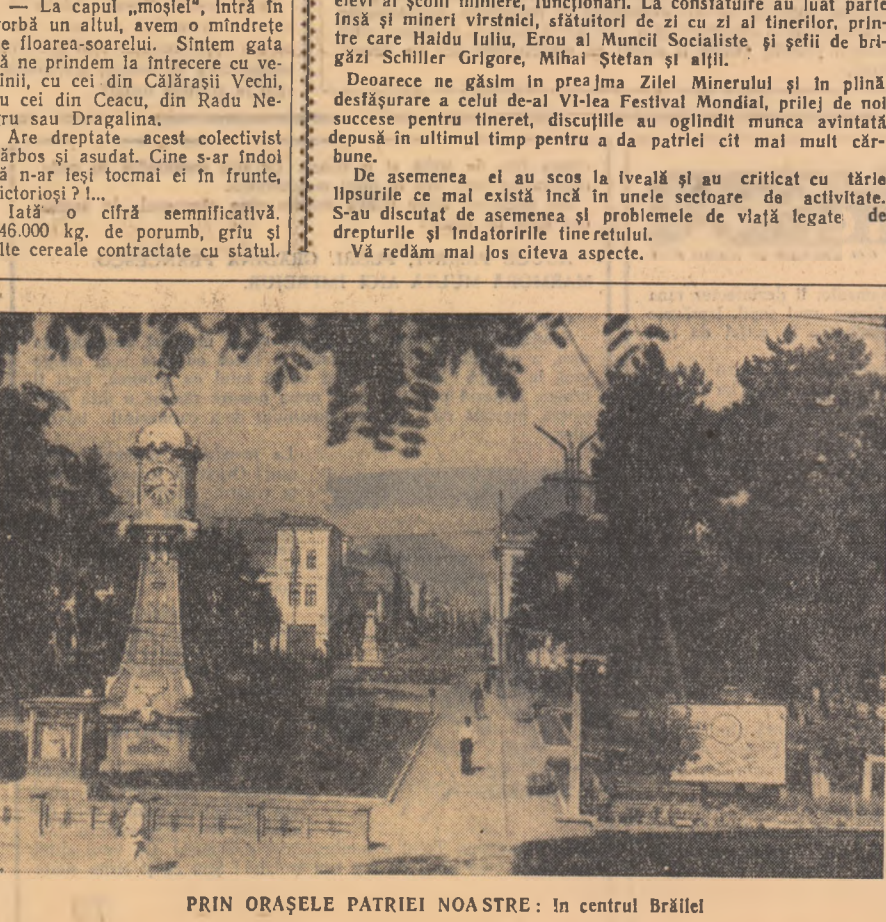 — La capul „moşiei", intră în
vorbă un altul, avem o mîndreţe
de floarea-soarelui. Sîntem gata
să ne prindem la întrecere cu ve-
cinii, cu cei din Călăraşii Vechi,
cu cei din Ceacu, din Radu Ne-
gru sau Dragalina.
Are dreptate acest colectivist
bărbos şi asudat. Cine s-ar îndoi
că n-ar ieşi tocmai ei în frunte,
victorioşi ? !...
Iată o cifră semnificativă.
46.000 kg. de porumb, grîu şi
alte cereale contractate cu statul.
elevi ai şcolii miniere, funcţionari. La consfătuire au luat parte
însă şi mineri vîrstnici, sfătuitori de zi cu zi ai tinerilor, prin-
tre care Haidu Iuliu, Erou al Muncii Socialiste şi şefii de bri-
găzi Schiller Grigore, Mihai Ştefan şi alţii.
Deoarece ne găsim în preajma Zilei Minerului şi în plină
desfăşurare a celui de-al VI-lea Festival Mondial, prilej de noi
succese pentru tineret, discuţiile au oglindit munca avîntată
depusă în ultimul timp pentru a da patriei cît mai mult căr-
bune.
De asemenea ei au scos la iveală şi au criticat cu tărie
lipsurile ce mai există încă în unele sectoare de activitate.
S-au discutat de asemenea şi problemele de viaţă legate de
drepturile şi îndatoririle tineretului.
Vă redăm mai jos cîteva aspecte.
PRIN ORAŞELE PATRIEI NOASTRE : In centrul Brăilei